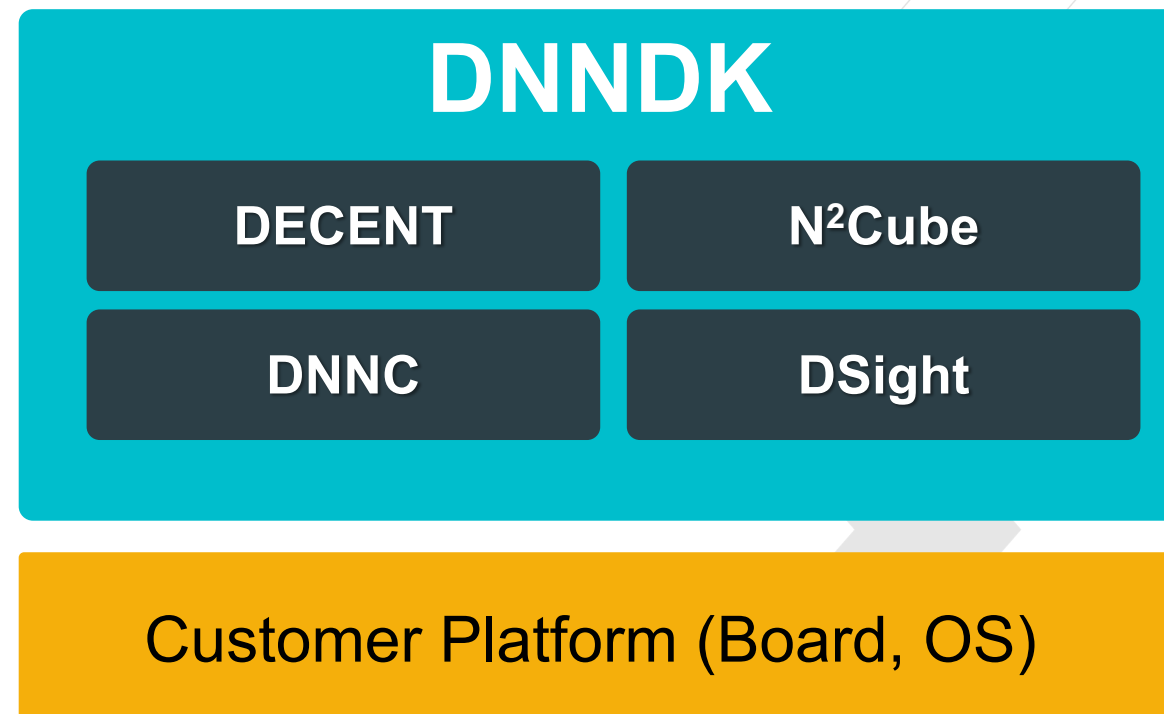 DNNDK
DECENT
N²Cube
DNNC
DSight
Customer Platform (Board, OS)